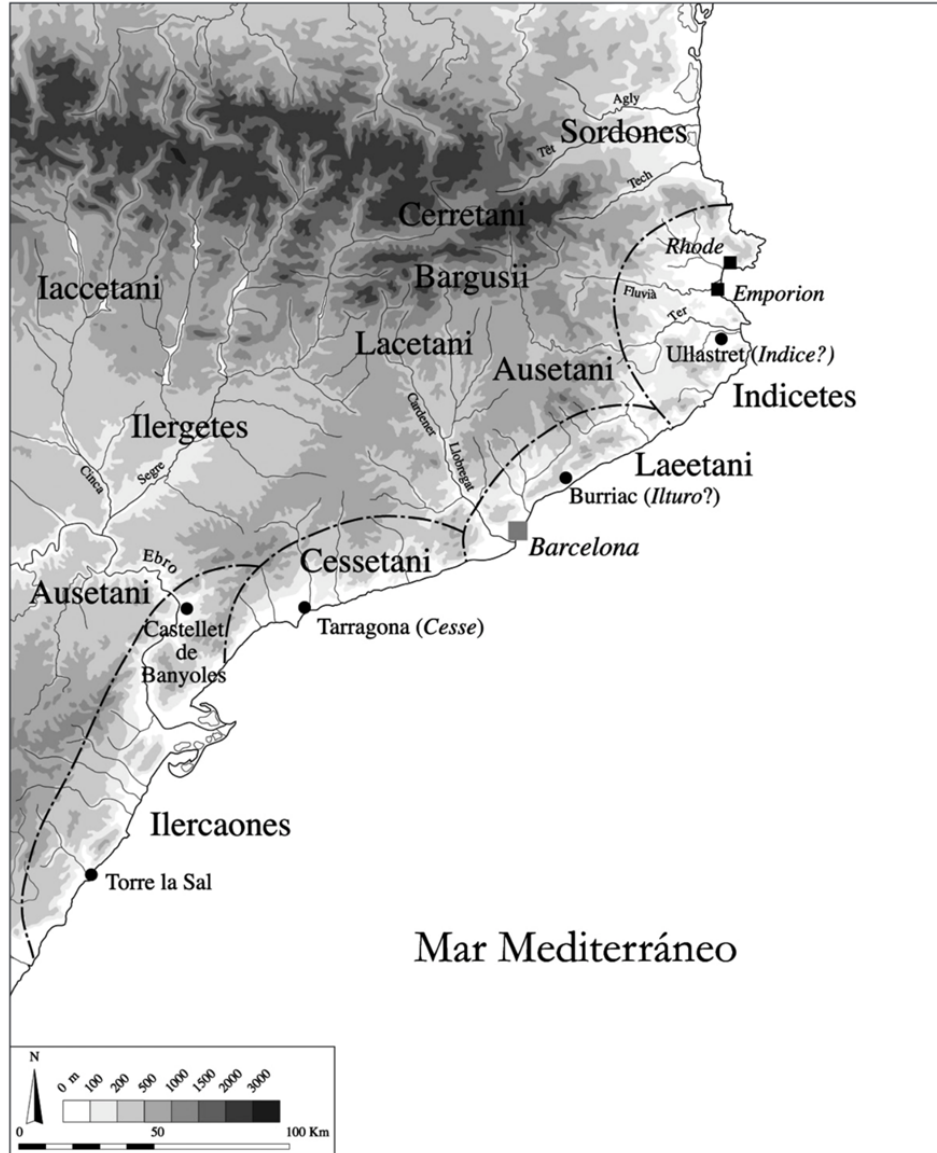 Agly
Sordones
Têt
Tech
Cerretani
Rhode
Bargusii
Iaccetani
Fluvià
Emporion
Ter
Lacetani
Ullastret (Indice?)
Ausetani
Indicetes
Cardener
Ilergetes
Llobregat
Laeetani
Cinca
Segre
Burriac (Ilturo?)
Barcelona
Ebro
Cessetani
Ausetani
Castellet
de
Banyoles
Tarragona (Cesse)
Ilercaones
Torre la Sal
Mar Mediterráneo
N
0 m 100 200 500 1000 1500 2000 3000
0 50 100 Km